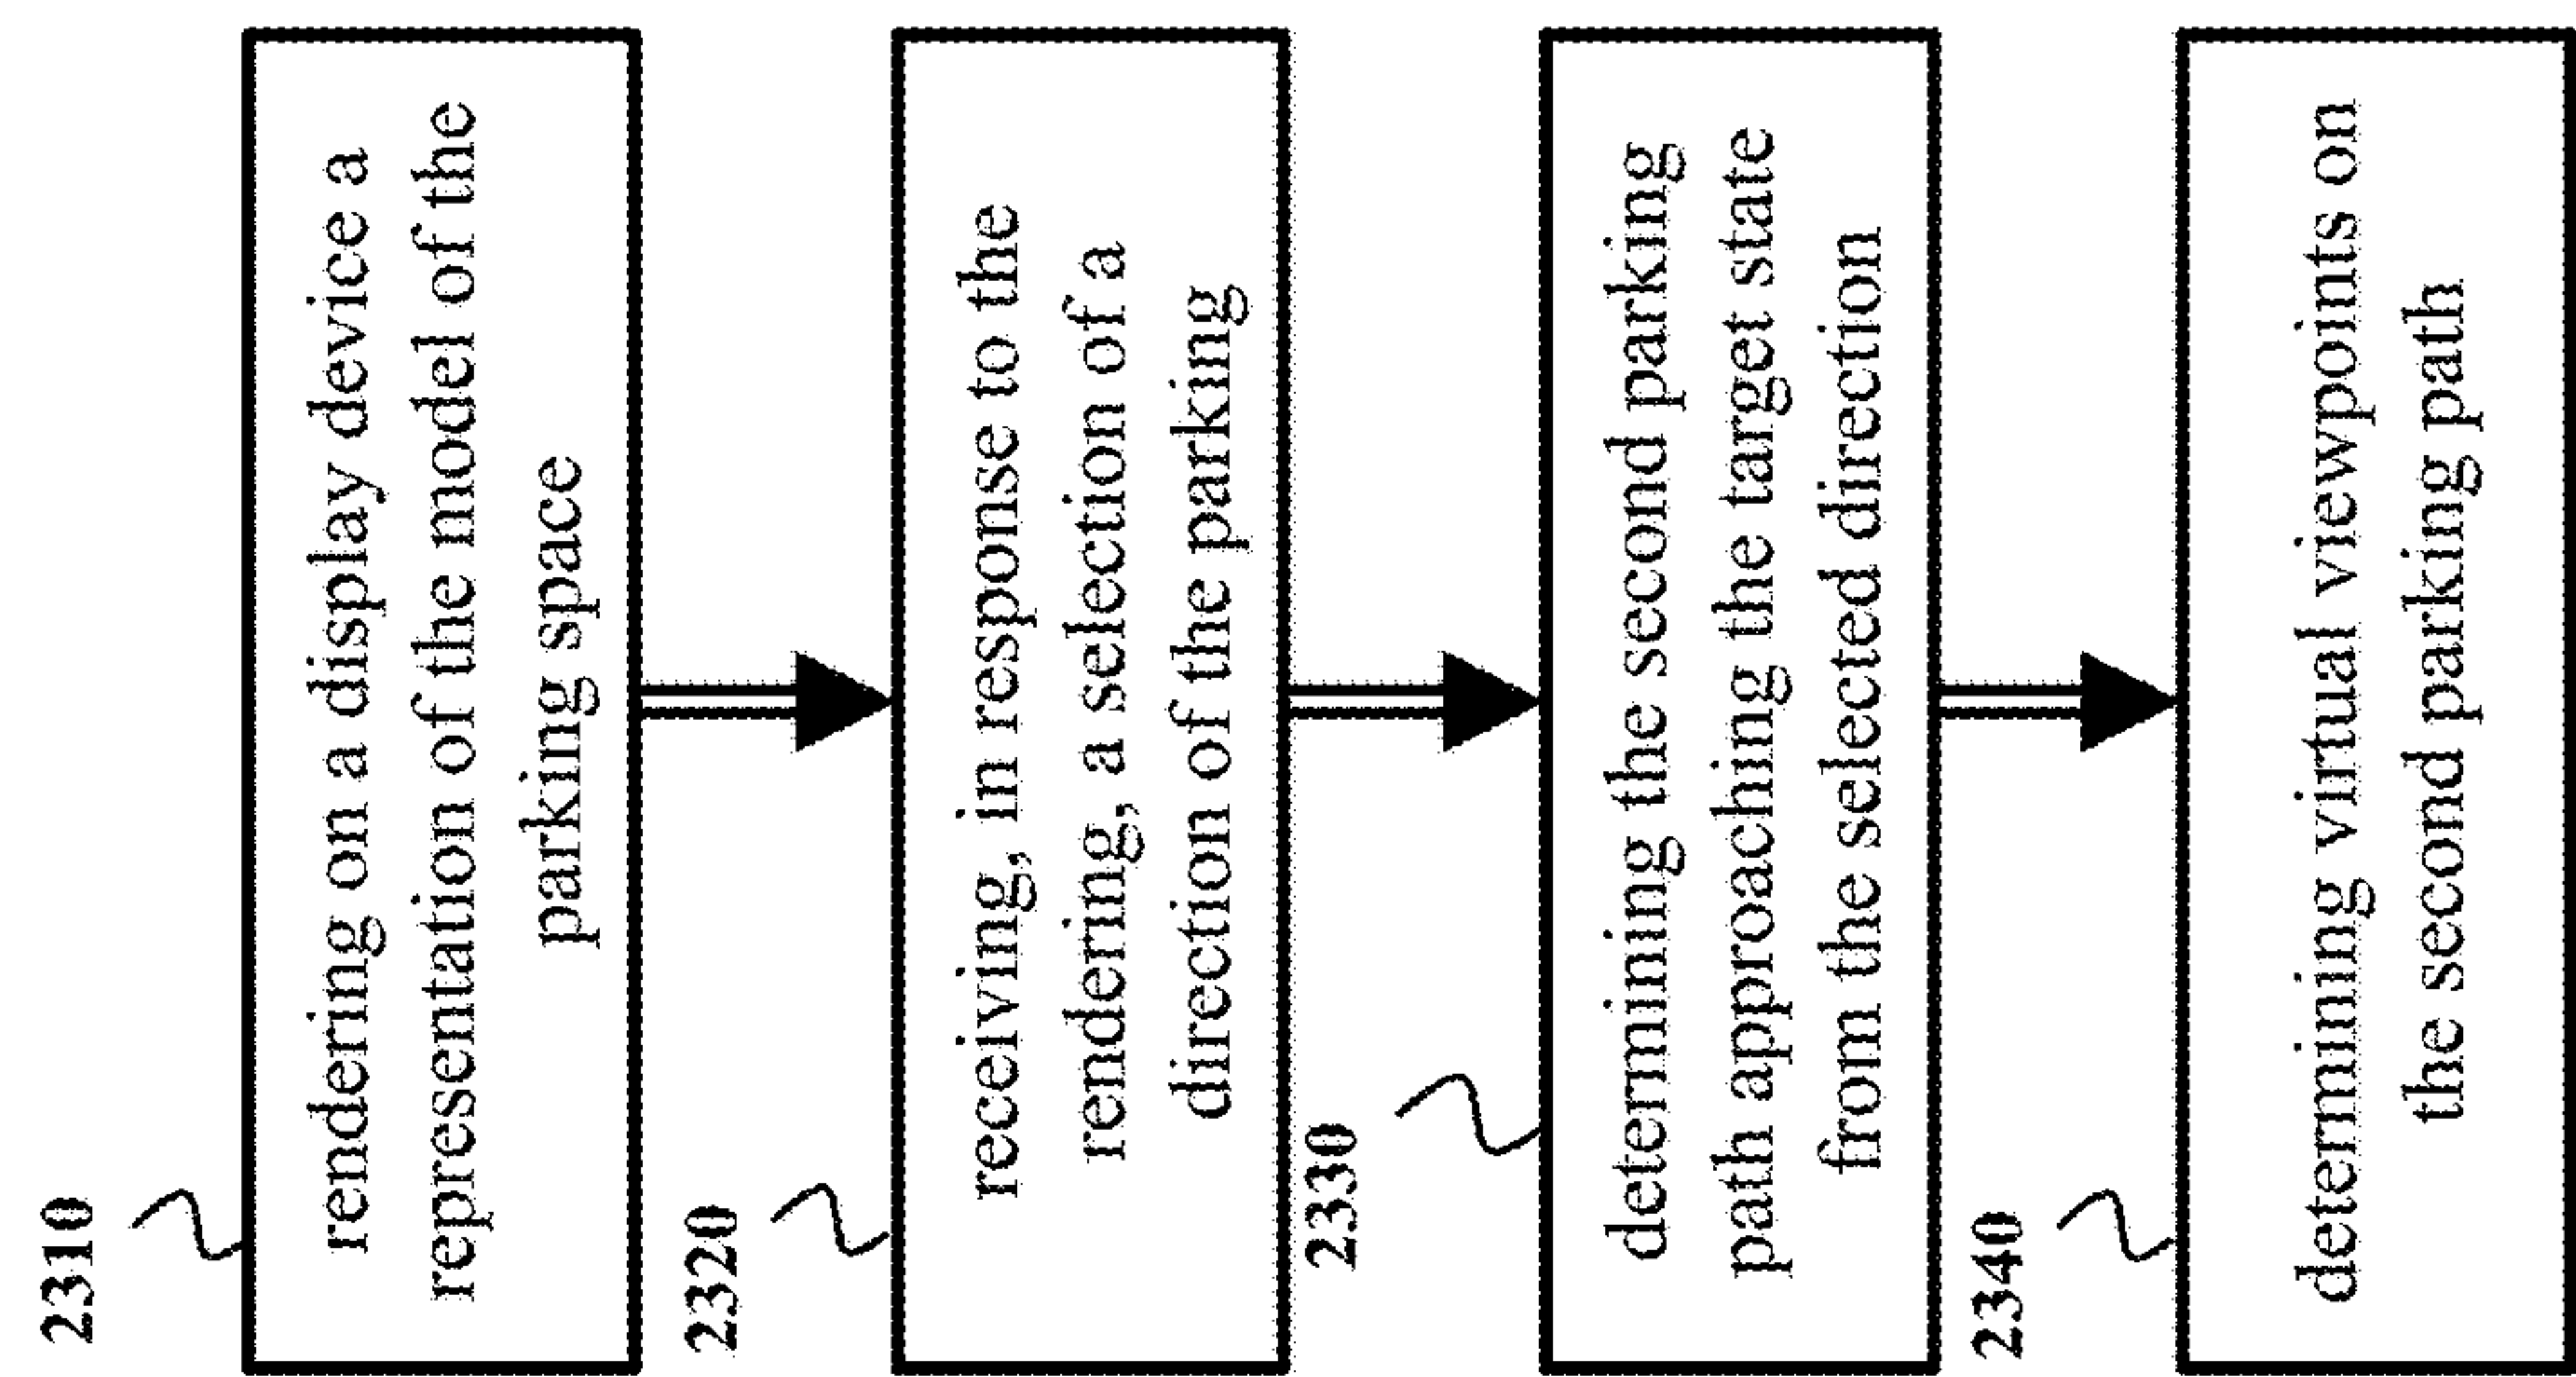 2310
rendering on a display device a
representation of the model of the
parking space
2320
receiving, in response to the
rendering, a selection of a
direction of the parking
2330
determining the second parking
path approaching the target state
from the selected direction
2340
determining virtual viewpoints on
the second parking path